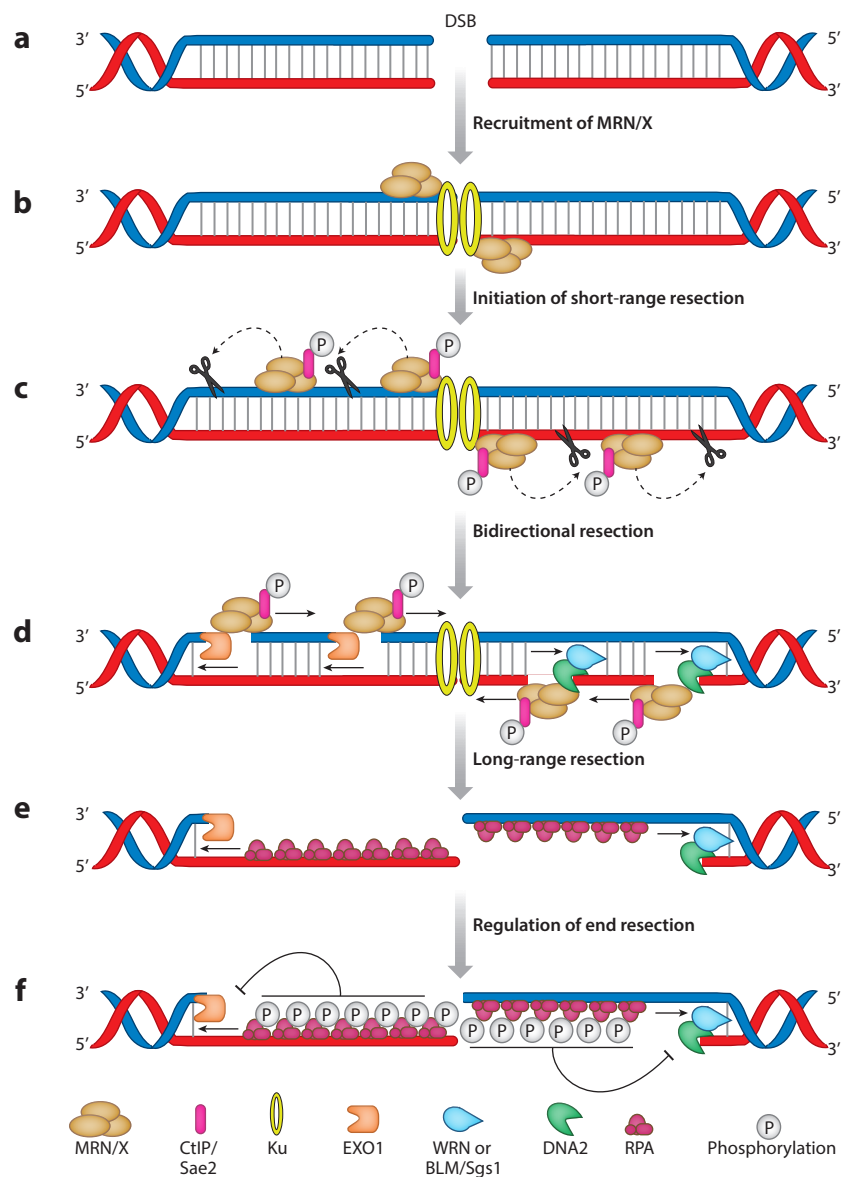 DSB
a
3′
5′
5′
3′
Recruitment of MRN/X
b
3′
5′
5′
3′
Initiation of short-range resection
P
P
c
3′
5′
5′
3′
P
P
Bidirectional resection
P
P
d
3′
5′
5′
3′
P
P
Long-range resection
e
3′
5′
5′
3′
Regulation of end resection
f
3′
5′
P P P P P P P
P P P P P P
5′
3′
P
MRN/X
CtIP/
Sae2
Ku
EXO1
WRN or
BLM/Sgs1
DNA2
RPA
Phosphorylation